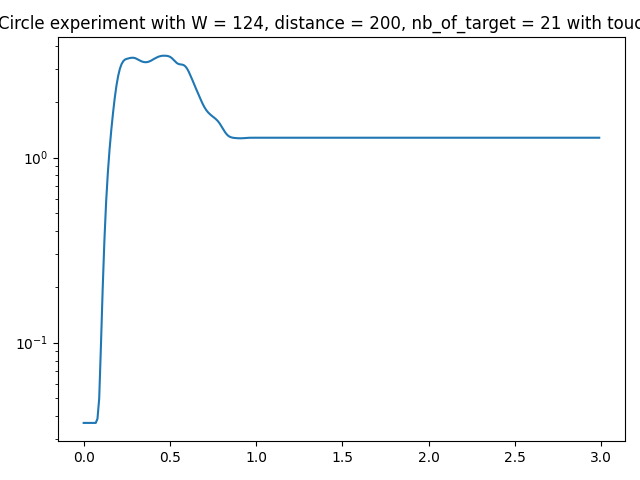 Circle experiment with W = 124, distance = 200, nb_of_target = 21 with touc
10⁰
10⁻¹
0.0 0.5 1.0 1.5 2.0 2.5 3.0